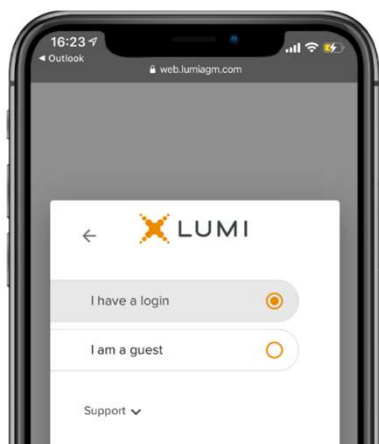 16:23
Outlook
web.lumiagm.com
LUMI
I have a login
I am a guest
Support